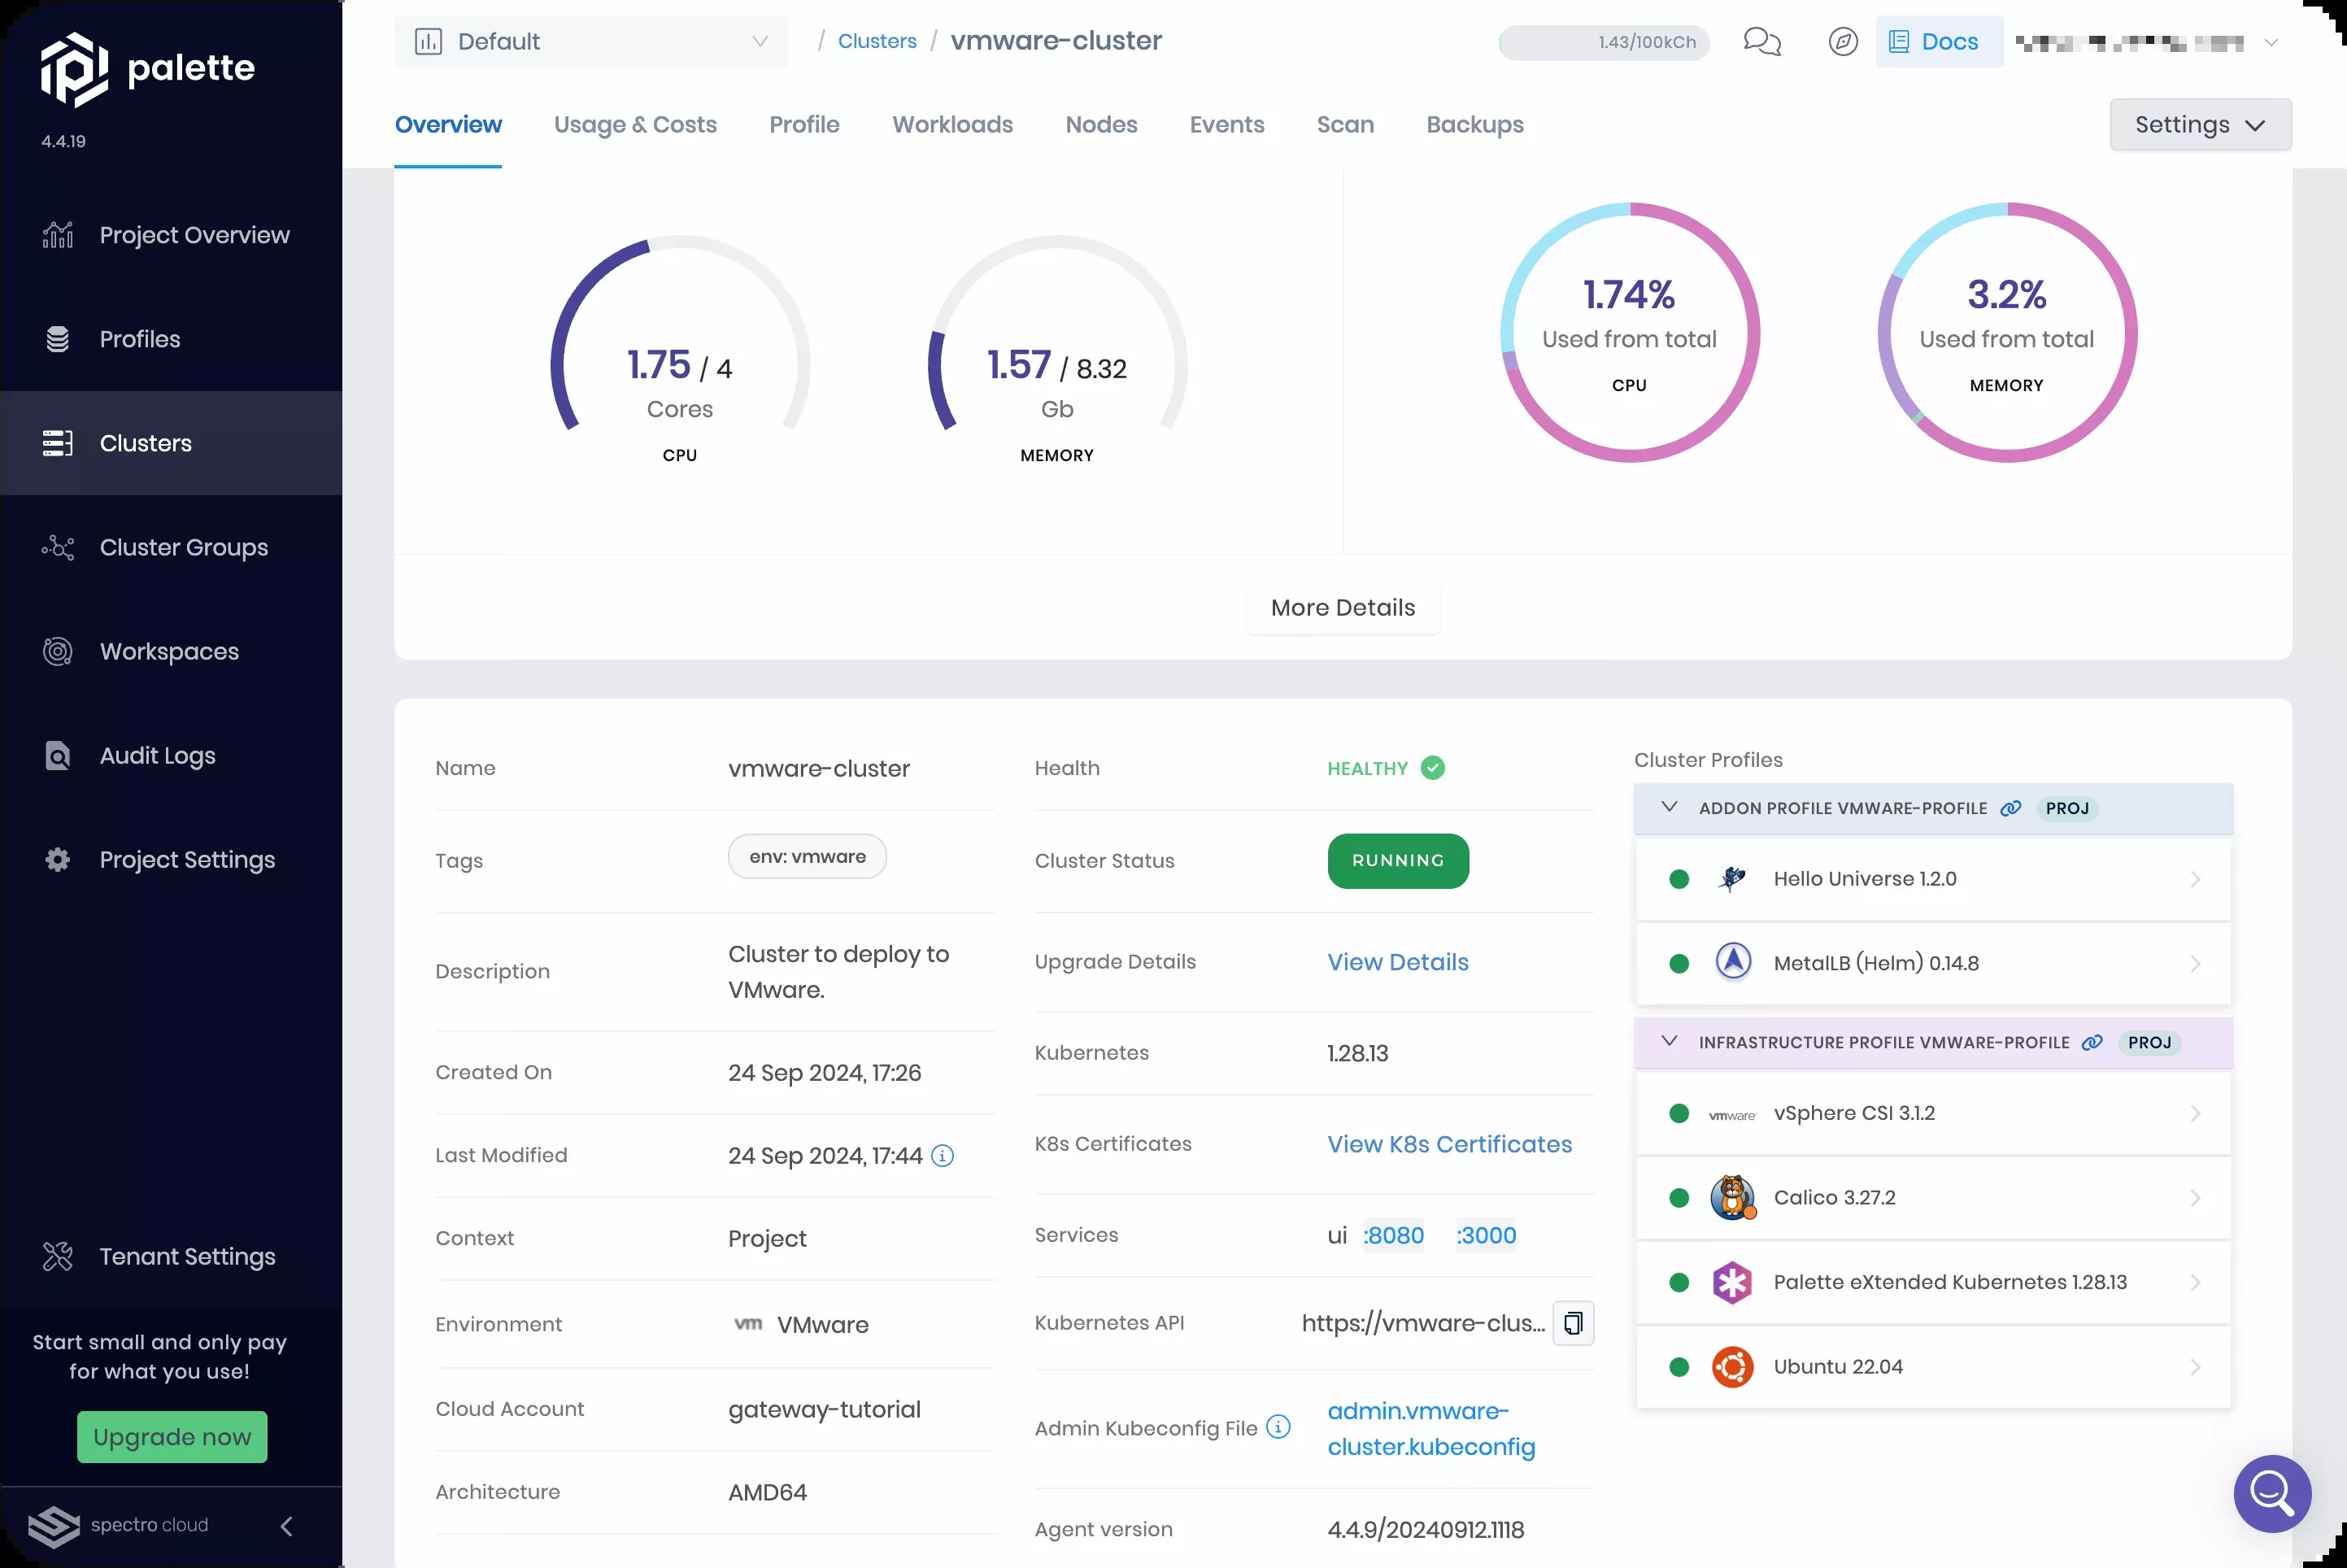 palette
4.4.19
Project Overview
Profiles
Clusters
Cluster Groups
Workspaces
Audit Logs
Project Settings
Tenant Settings
Start small and only pay
for what you use!
Upgrade now
spectro cloud
Default
/ Clusters / vmware-cluster
1.43/100kCh
Docs
Overview
Usage & Costs
Profile
Workloads
Nodes
Events
Scan
Backups
Settings
1.75 / 4
Cores
CPU
1.57 / 8.32
Gb
MEMORY
1.74%
Used from total
CPU
3.2%
Used from total
MEMORY
More Details
Name vmware-cluster
Tags env: vmware
Description Cluster to deploy to
VMware.
Created On 24 Sep 2024, 17:26
Last Modified 24 Sep 2024, 17:44
Context Project
Environment vm VMware
Cloud Account gateway-tutorial
Architecture AMD64
Health HEALTHY
Cluster Status RUNNING
Upgrade Details View Details
Kubernetes 1.28.13
K8s Certificates View K8s Certificates
Services ui :8080 :3000
Kubernetes API https://vmware-clus...
Admin Kubeconfig File admin.vmware-
cluster.kubeconfig
Agent version 4.4.9/20240912.1118
Cluster Profiles
ADDON PROFILE VMWARE-PROFILE PROJ
Hello Universe 1.2.0
MetalLB (Helm) 0.14.8
INFRASTRUCTURE PROFILE VMWARE-PROFILE PROJ
vmware vSphere CSI 3.1.2
Calico 3.27.2
Palette eXtended Kubernetes 1.28.13
Ubuntu 22.04